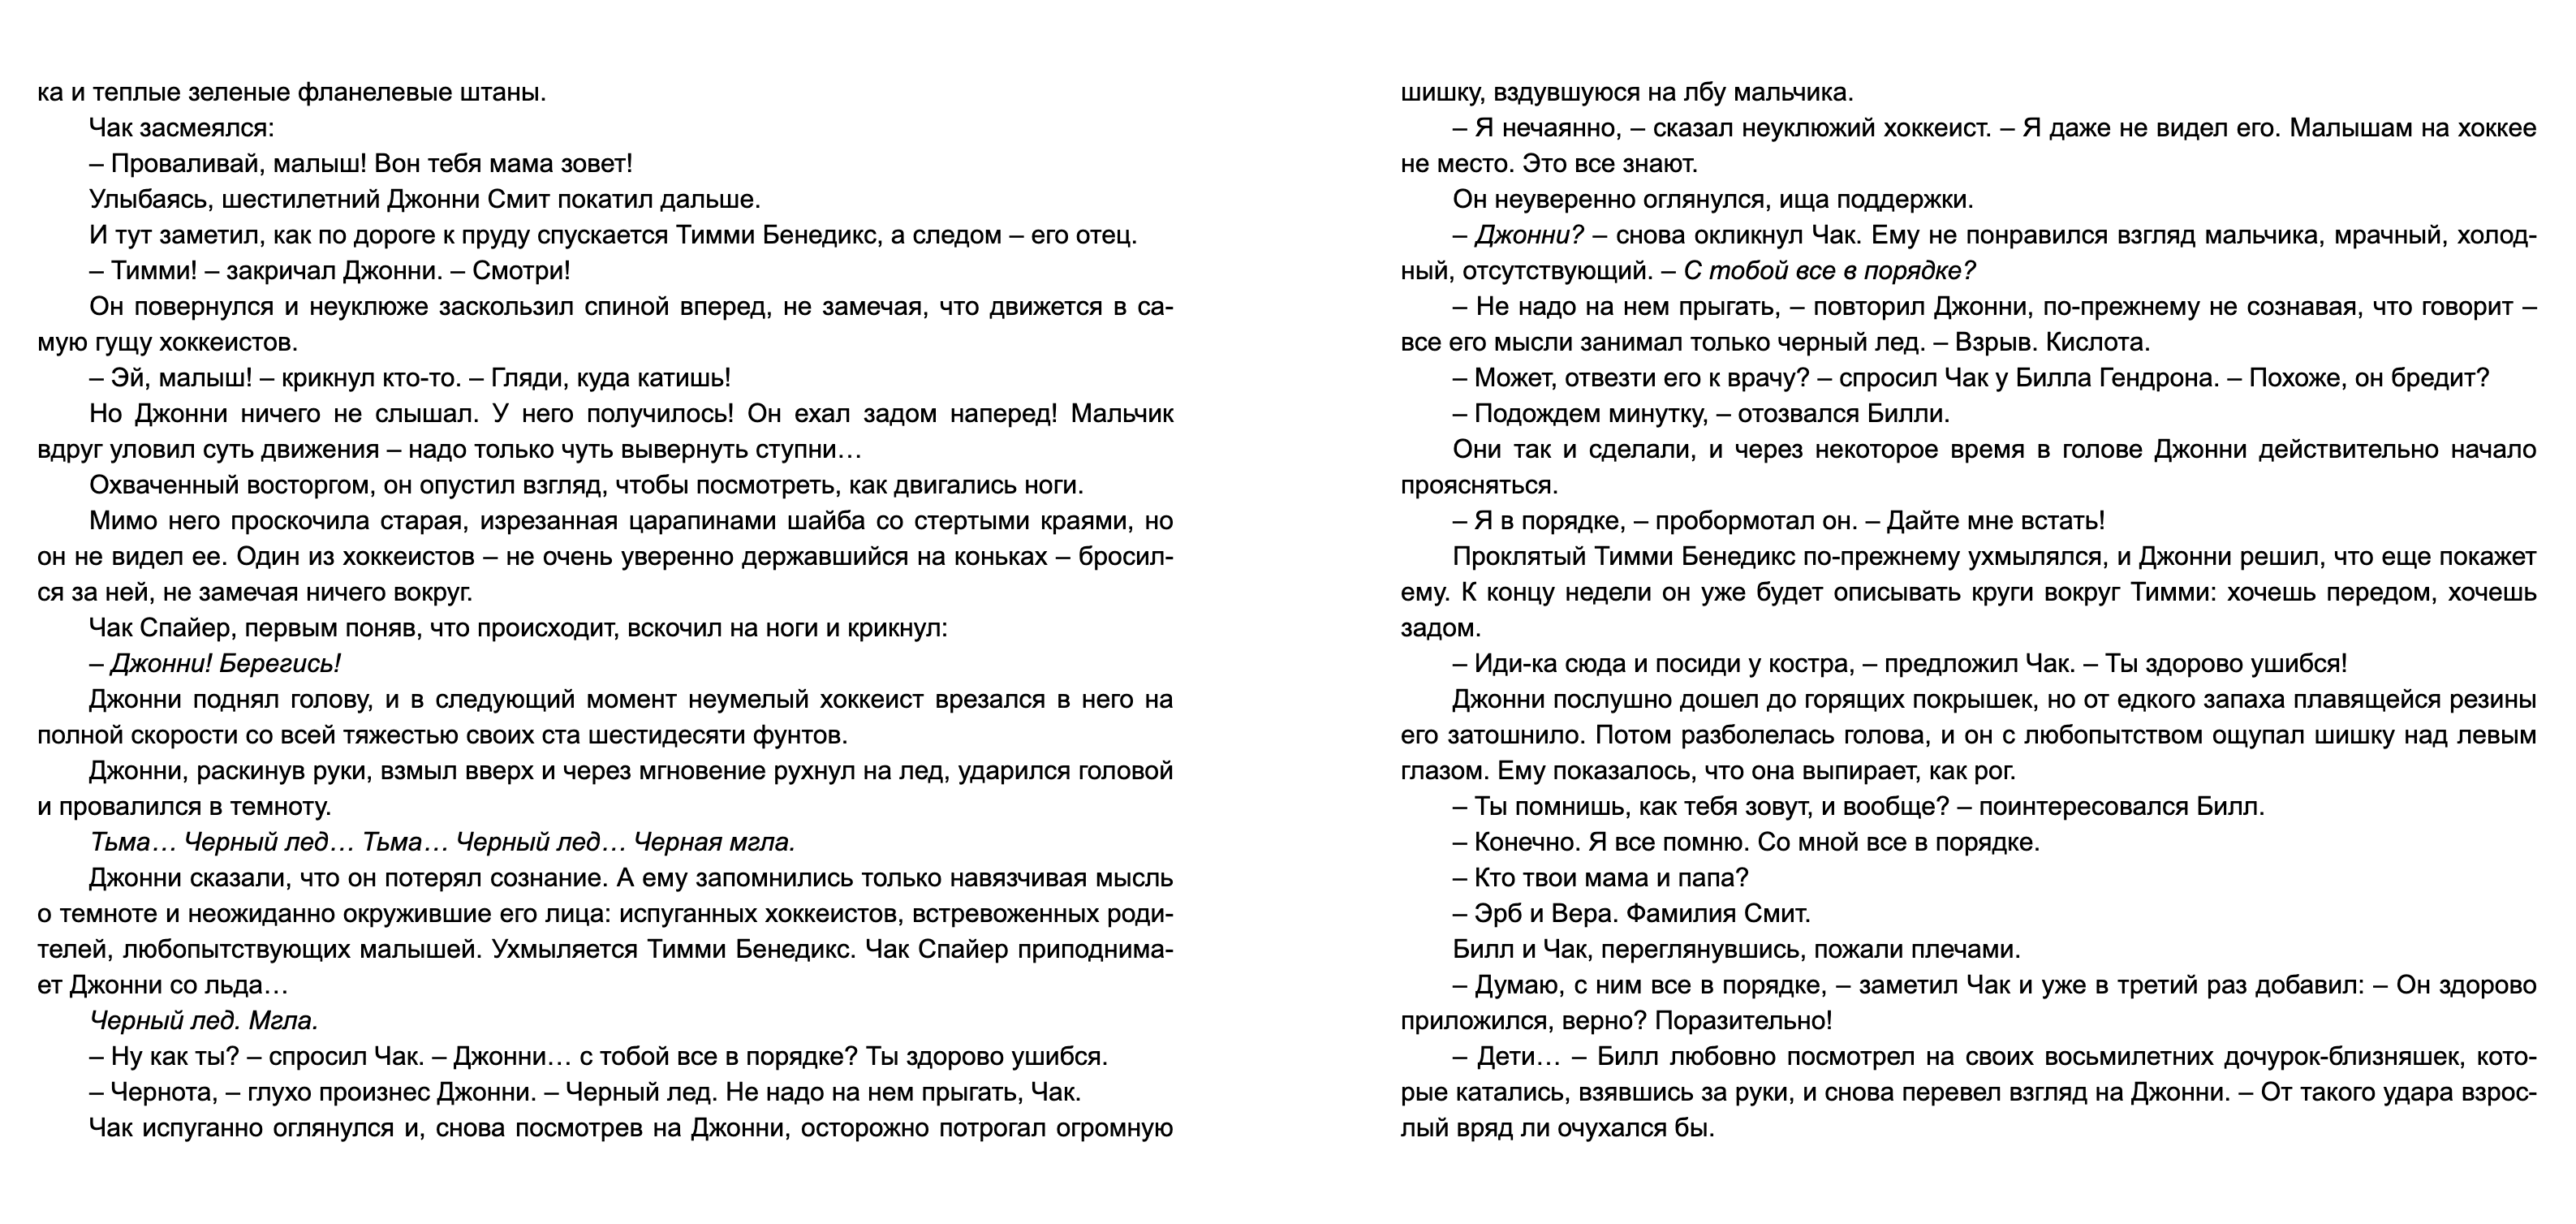 ка и теплые зеленые фланелевые штаны.
Чак засмеялся:
– Проваливай, малыш! Вон тебя мама зовет!
Улыбаясь, шестилетний Джонни Смит покатил дальше.
И тут заметил, как по дороге к пруду спускается Тимми Бенедикс, а следом – его отец.
– Тимми! – закричал Джонни. – Смотри!
Он повернулся и неуклюже заскользил спиной вперед, не замечая, что движется в са-
мую гущу хоккеистов.
– Эй, малыш! – крикнул кто-то. – Гляди, куда катишь!
Но Джонни ничего не слышал. У него получилось! Он ехал задом наперед! Мальчик
вдруг уловил суть движения – надо только чуть вывернуть ступни…
Охваченный восторгом, он опустил взгляд, чтобы посмотреть, как двигались ноги.
Мимо него проскочила старая, изрезанная царапинами шайба со стертыми краями, но
он не видел ее. Один из хоккеистов – не очень уверенно державшийся на коньках – бросил-
ся за ней, не замечая ничего вокруг.
Чак Спайер, первым поняв, что происходит, вскочил на ноги и крикнул:
– Джонни! Берегись!
Джонни поднял голову, и в следующий момент неумелый хоккеист врезался в него на
полной скорости со всей тяжестью своих ста шестидесяти фунтов.
Джонни, раскинув руки, взмыл вверх и через мгновение рухнул на лед, ударился головой
и провалился в темноту.
Тьма… Черный лед… Тьма… Черный лед… Черная мгла.
Джонни сказали, что он потерял сознание. А ему запомнились только навязчивая мысль
о темноте и неожиданно окружившие его лица: испуганных хоккеистов, встревоженных роди-
телей, любопытствующих малышей. Ухмыляется Тимми Бенедикс. Чак Спайер приподнима-
ет Джонни со льда…
Черный лед. Мгла.
– Ну как ты? – спросил Чак. – Джонни… с тобой все в порядке? Ты здорово ушибся.
– Чернота, – глухо произнес Джонни. – Черный лед. Не надо на нем прыгать, Чак.
Чак испуганно оглянулся и, снова посмотрев на Джонни, осторожно потрогал огромную
шишку, вздувшуюся на лбу мальчика.
– Я нечаянно, – сказал неуклюжий хоккеист. – Я даже не видел его. Малышам на хоккее
не место. Это все знают.
Он неуверенно оглянулся, ища поддержки.
– Джонни? – снова окликнул Чак. Ему не понравился взгляд мальчика, мрачный, холод-
ный, отсутствующий. – С тобой все в порядке?
– Не надо на нем прыгать, – повторил Джонни, по-прежнему не сознавая, что говорит –
все его мысли занимал только черный лед. – Взрыв. Кислота.
– Может, отвезти его к врачу? – спросил Чак у Билла Гендрона. – Похоже, он бредит?
– Подождем минутку, – отозвался Билли.
Они так и сделали, и через некоторое время в голове Джонни действительно начало
проясняться.
– Я в порядке, – пробормотал он. – Дайте мне встать!
Проклятый Тимми Бенедикс по-прежнему ухмылялся, и Джонни решил, что еще покажет
ему. К концу недели он уже будет описывать круги вокруг Тимми: хочешь передом, хочешь
задом.
– Иди-ка сюда и посиди у костра, – предложил Чак. – Ты здорово ушибся!
Джонни послушно дошел до горящих покрышек, но от едкого запаха плавящейся резины
его затошнило. Потом разболелась голова, и он с любопытством ощупал шишку над левым
глазом. Ему показалось, что она выпирает, как рог.
– Ты помнишь, как тебя зовут, и вообще? – поинтересовался Билл.
– Конечно. Я все помню. Со мной все в порядке.
– Кто твои мама и папа?
– Эрб и Вера. Фамилия Смит.
Билл и Чак, переглянувшись, пожали плечами.
– Думаю, с ним все в порядке, – заметил Чак и уже в третий раз добавил: – Он здорово
приложился, верно? Поразительно!
– Дети… – Билл любовно посмотрел на своих восьмилетних дочурок-близняшек, кото-
рые катались, взявшись за руки, и снова перевел взгляд на Джонни. – От такого удара взрос-
лый вряд ли очухался бы.